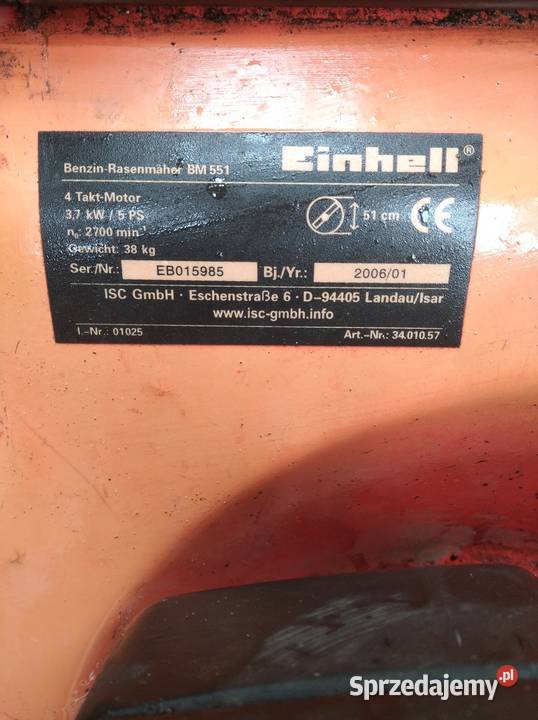 Benzin-Rasenmäher BM 551
Einhell®
4 Takt-Motor
3,7 kW / 5 PS
n₀: 2700 min⁻¹
Gewicht: 38 kg
51 cm
CE
Ser./Nr.: EB015985 Bj./Yr.: 2006/01
ISC GmbH · Eschenstraße 6 · D-94405 Landau/Isar
www.isc-gmbh.info
I.-Nr.: 01025 Art.-Nr.: 34.010.57
Sprzedajemy.pl